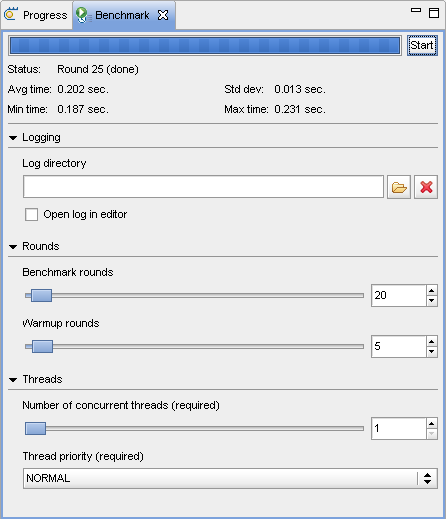 Progress Benchmark
Start
Status: Round 25 (done)
Avg time: 0.202 sec. Std dev: 0.013 sec.
Min time: 0.187 sec. Max time: 0.231 sec.
Logging
Log directory
Open log in editor
Rounds
Benchmark rounds
20
Warmup rounds
5
Threads
Number of concurrent threads (required)
1
Thread priority (required)
NORMAL